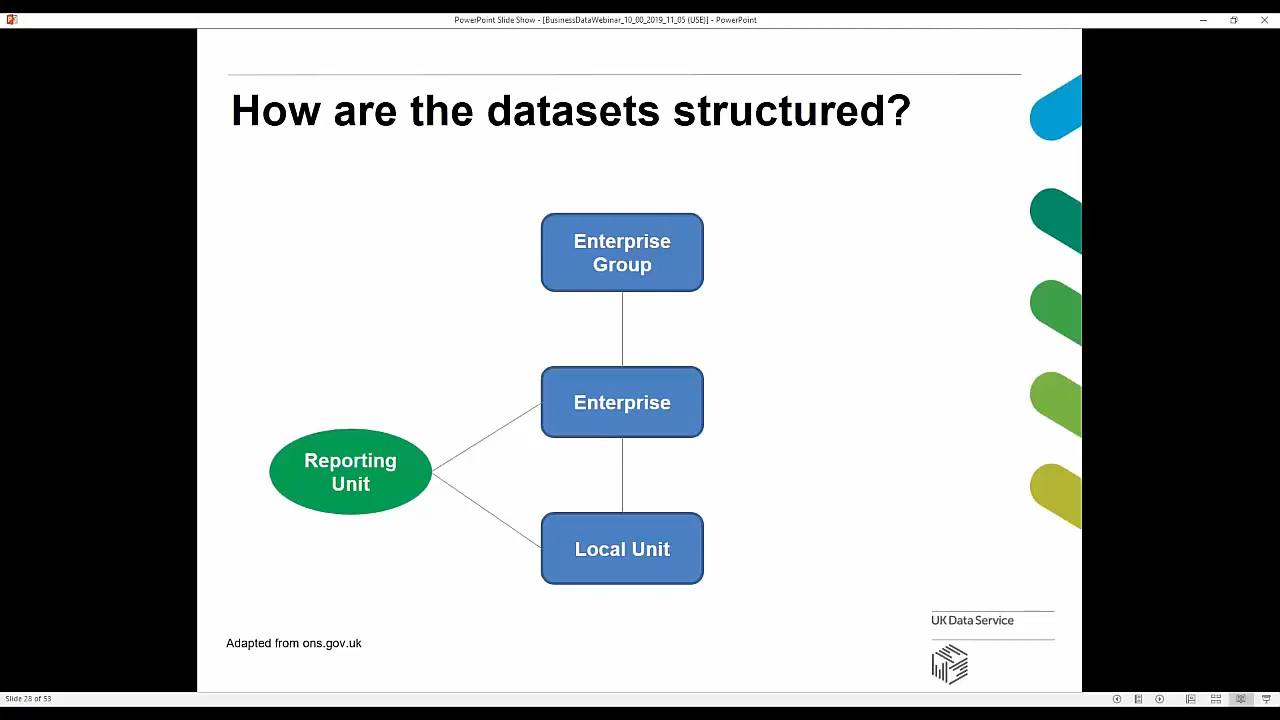 PowerPoint Slide Show - [BusinessDataWebinar_10_00_2019_11_05 (USE)] - PowerPoint
How are the datasets structured?
Enterprise
Group
Enterprise
Reporting
Unit
Local Unit
UK Data Service
Adapted from ons.gov.uk
Slide 28 of 53